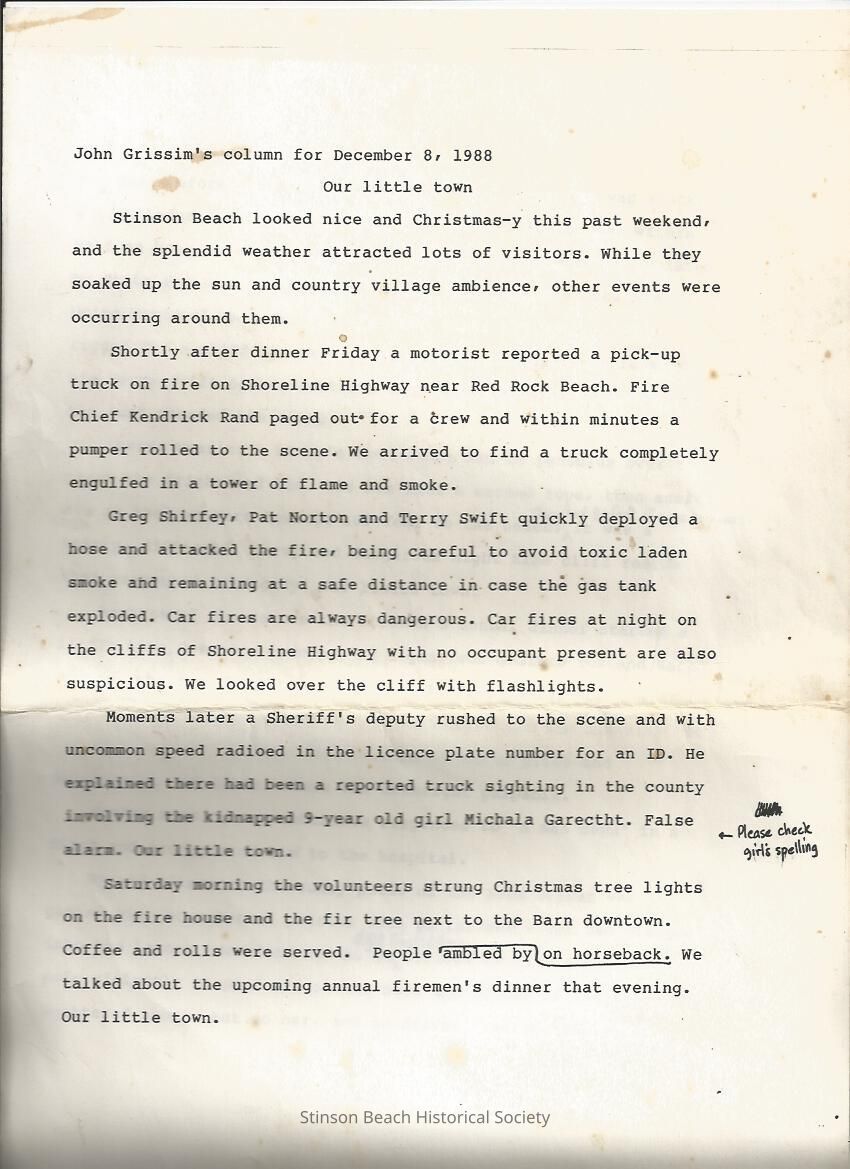 John Grissim's column for December 8, 1988
Our little town
Stinson Beach looked nice and Christmas-y this past weekend,
and the splendid weather attracted lots of visitors. While they
soaked up the sun and country village ambience, other events were
occurring around them.
Shortly after dinner Friday a motorist reported a pick-up
truck on fire on Shoreline Highway near Red Rock Beach. Fire
Chief Kendrick Rand paged out for a crew and within minutes a
pumper rolled to the scene. We arrived to find a truck completely
engulfed in a tower of flame and smoke.
Greg Shirfey, Pat Norton and Terry Swift quickly deployed a
hose and attacked the fire, being careful to avoid toxic laden
smoke and remaining at a safe distance in case the gas tank
exploded. Car fires are always dangerous. Car fires at night on
the cliffs of Shoreline Highway with no occupant present are also
suspicious. We looked over the cliff with flashlights.
Moments later a Sheriff's deputy rushed to the scene and with
uncommon speed radioed in the licence plate number for an ID. He
explained there had been a reported truck sighting in the county
involving the kidnapped 9-year old girl Michala Garectht. False
← Please check
girl's spelling
alarm. Our little town.
Saturday morning the volunteers strung Christmas tree lights
on the fire house and the fir tree next to the Barn downtown.
Coffee and rolls were served. People ambled by on horseback. We
talked about the upcoming annual firemen's dinner that evening.
Our little town.
Stinson Beach Historical Society